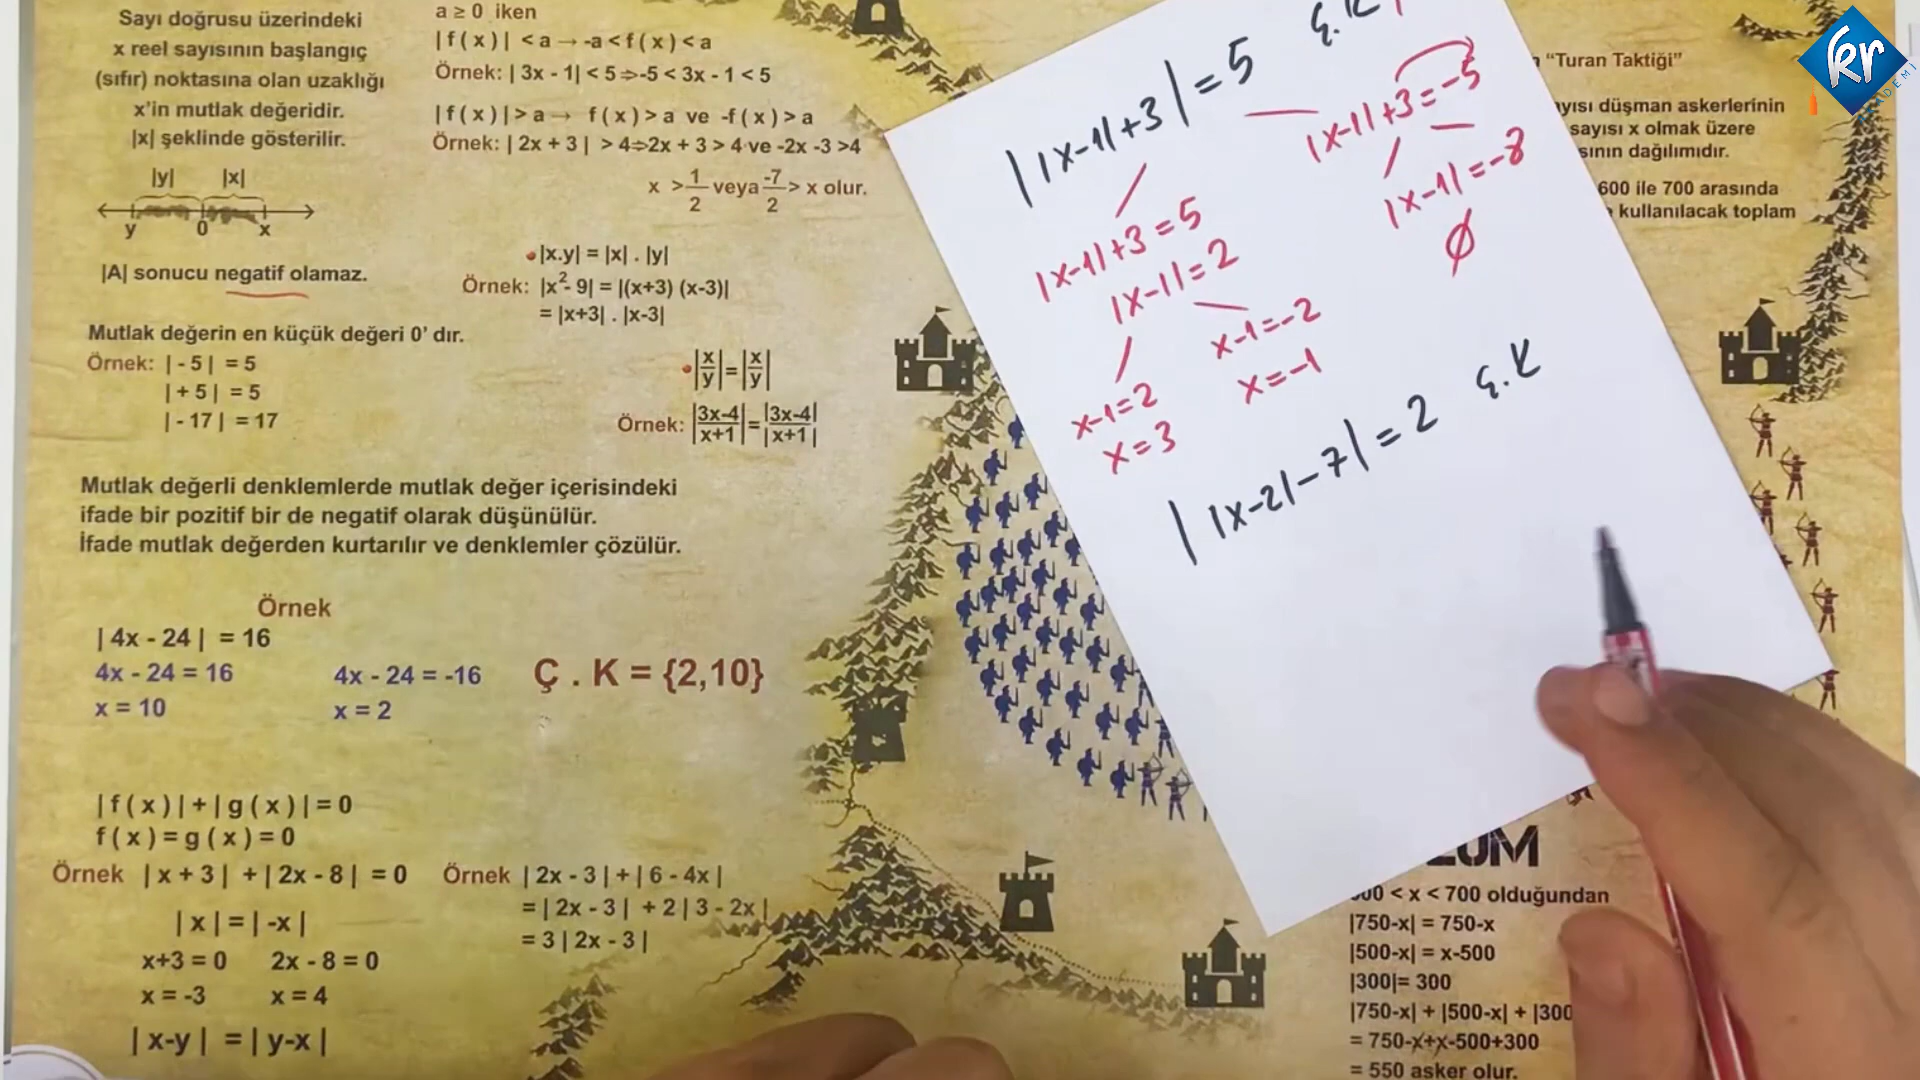 Sayı doğrusu üzerindeki
x reel sayısının başlangıç
(sıfır) noktasına olan uzaklığı
x'in mutlak değeridir.
|x| şeklinde gösterilir.
|y| |x|
y 0 x
|A| sonucu negatif olamaz.
Mutlak değerin en küçük değeri 0' dır.
Örnek: | - 5 | = 5
| + 5 | = 5
| - 17 | = 17
a ≥ 0 iken
| f ( x ) | < a → -a < f ( x ) < a
Örnek: | 3x - 1| < 5 ⇒ -5 < 3x - 1 < 5
| f ( x ) | > a → f ( x ) > a ve -f ( x ) > a
Örnek: | 2x + 3 | > 4 ⇒ 2x + 3 > 4 ve -2x -3 >4
x > 1/2 veya -7/2 > x olur.
|x.y| = |x| . |y|
Örnek: |x²- 9| = |(x+3) (x-3)|
= |x+3| . |x-3|
|x/y| = |x/y|
Örnek: |3x-4/x+1| = |3x-4|/|x+1|
Mutlak değerli denklemlerde mutlak değer içerisindeki
ifade bir pozitif bir de negatif olarak düşünülür.
İfade mutlak değerden kurtarılır ve denklemler çözülür.
Örnek
| 4x - 24 | = 16
4x - 24 = 16 4x - 24 = -16
x = 10 x = 2
Ç . K = {2,10}
| f ( x ) | + | g ( x ) | = 0
f ( x ) = g ( x ) = 0
Örnek | x + 3 | + | 2x - 8 | = 0
| x | = | -x |
x+3 = 0 2x - 8 = 0
x = -3 x = 4
| x-y | = | y-x |
Örnek | 2x - 3 | + | 6 - 4x |
= | 2x - 3 | + 2 | 3 - 2x |
= 3 | 2x - 3 |
||x-1|+3|=5 Ç.K
|x-1|+3=5 |x-1|+3=-5
|x-1|=2 |x-1|=-8
∅
x-1=2 x-1=-2
x=3 x=-1
||x-2|-7|=2 Ç.K
"Turan Taktiği"
düşman askerlerinin
sayısı x olmak üzere
dağılımıdır.
600 ile 700 arasında
kullanılacak toplam
< x < 700 olduğundan
|750-x| = 750-x
|500-x| = x-500
|300|= 300
|750-x| + |500-x| + |300
= 750-x+x-500+300
= 550 asker olur.
kr